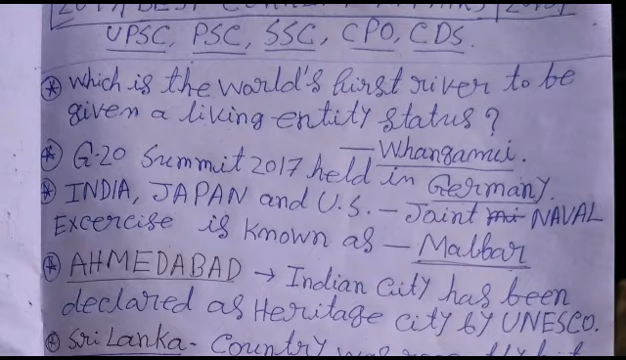 UPSC, PSC, SSC, CPO, CDS.
which is the world's first river to be
given a living entity status?
— Whanganui.
G-20 Summit 2017 held in Germany.
INDIA, JAPAN and U.S. – Joint NAVAL
Excercise is known as – Malbar
AHMEDABAD → Indian city has been
declared as Heritage city by UNESCO.
Sri Lanka - Country was